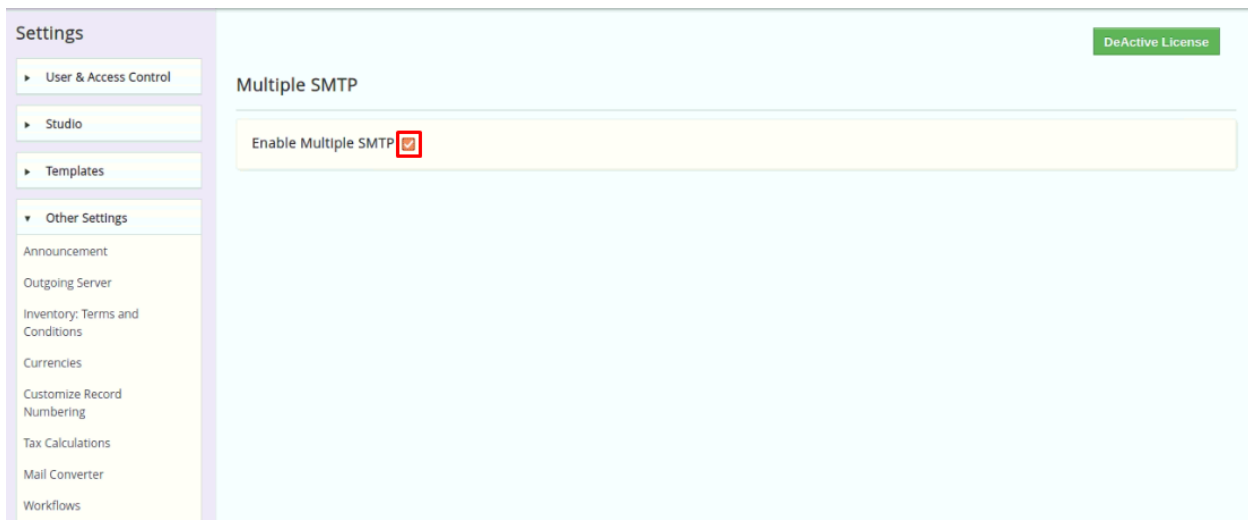 Settings
User & Access Control
Studio
Templates
Other Settings
Announcement
Outgoing Server
Inventory: Terms and
Conditions
Currencies
Customize Record
Numbering
Tax Calculations
Mail Converter
Workflows
DeActive License
Multiple SMTP
Enable Multiple SMTP